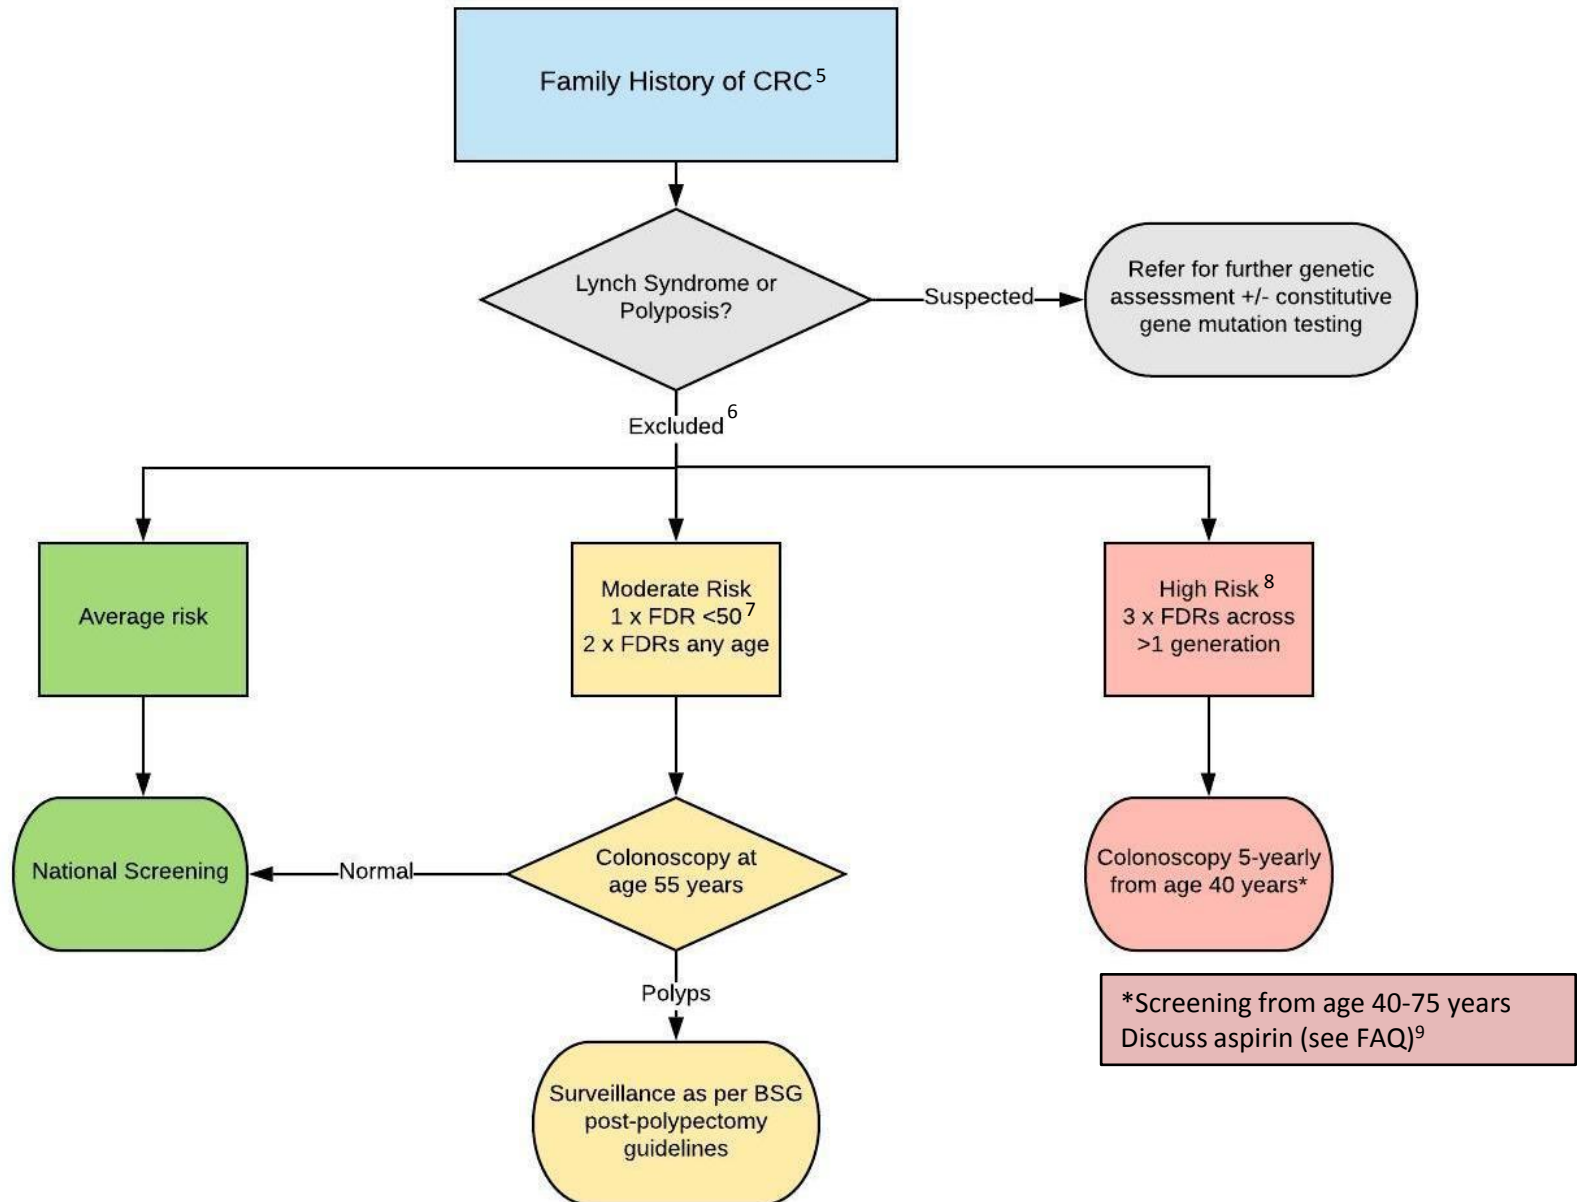 Family History of CRC5
Lynch Syndrome or
Polyposis?
Suspected
Refer for further genetic
assessment +/- constitutive
gene mutation testing
Excluded6
Average risk
Moderate Risk
1 x FDR <507
2 x FDRs any age
High Risk8
3 x FDRs across
>1 generation
National Screening
Normal
Colonoscopy at
age 55 years
Colonoscopy 5-yearly
from age 40 years*
Polyps
*Screening from age 40-75 years
Discuss aspirin (see FAQ)9
Surveillance as per BSG
post-polypectomy
guidelines